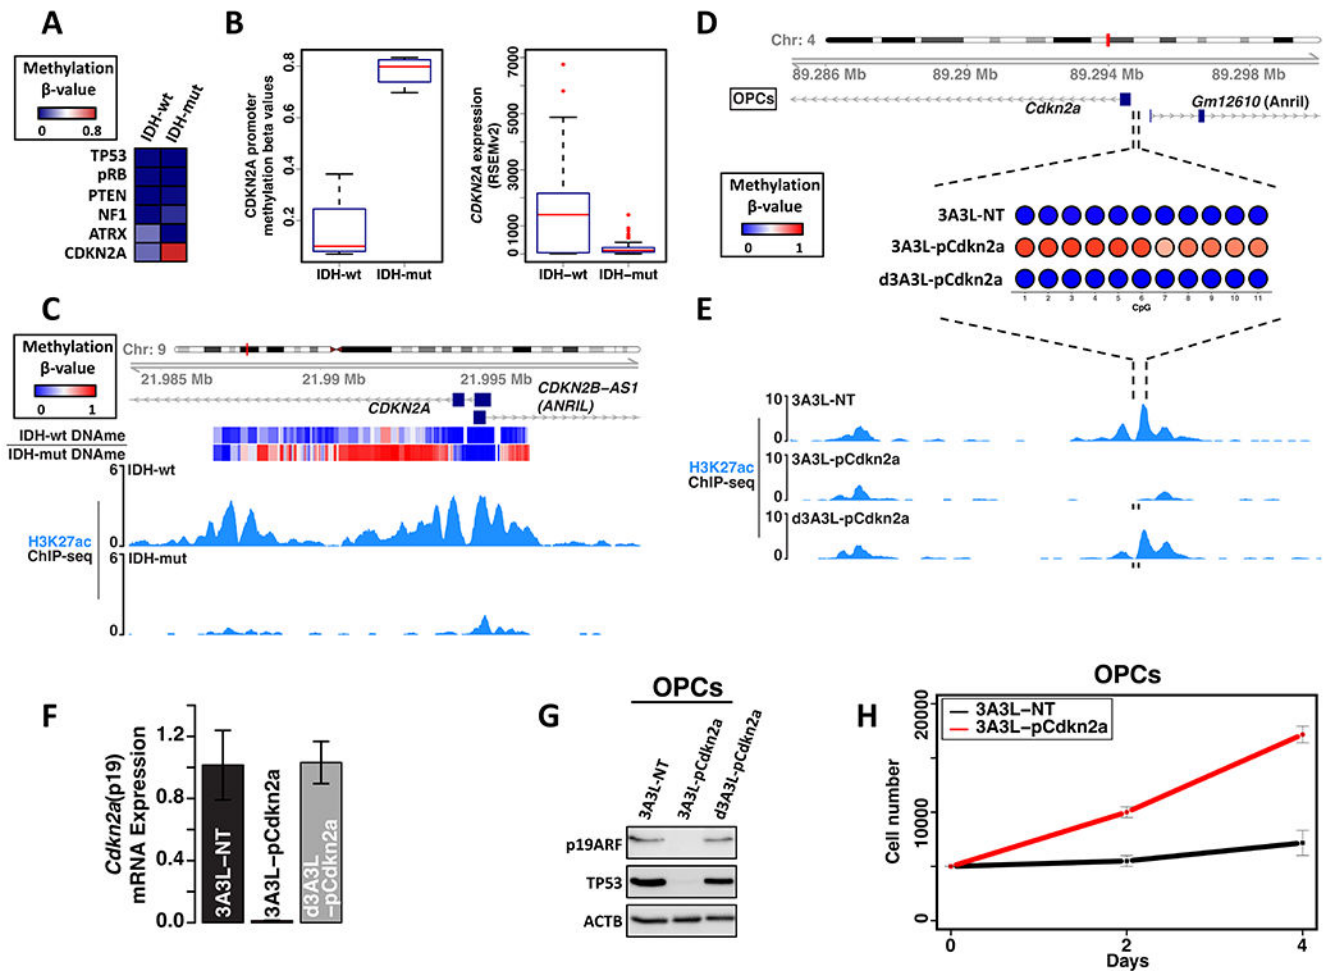 A
Methylation
β-value
0 0.8
IDH-wt
IDH-mut
TP53
pRB
PTEN
NF1
ATRX
CDKN2A
B
CDKN2A promoter
methylation beta values
0.8
0.6
0.4
0.2
IDH-wt IDH-mut
CDKN2A expression
(RSEMv2)
7000
5000
3000
1000
0
IDH-wt IDH-mut
C
Methylation
β-value
0 1
Chr: 9
21.985 Mb 21.99 Mb 21.995 Mb
CDKN2A
CDKN2B-AS1
(ANRIL)
IDH-wt DNAme
IDH-mut DNAme
6
IDH-wt
0
6
IDH-mut
0
H3K27ac
ChIP-seq
D
Chr: 4
89.286 Mb 89.29 Mb 89.294 Mb 89.298 Mb
OPCs
Cdkn2a
Gm12610 (Anril)
Methylation
β-value
0 1
3A3L-NT
3A3L-pCdkn2a
d3A3L-pCdkn2a
1 2 3 4 5 6 7 8 9 10 11
CpG
E
10
3A3L-NT
0
10
3A3L-pCdkn2a
0
10
d3A3L-pCdkn2a
0
H3K27ac
ChIP-seq
F
Cdkn2a(p19)
mRNA Expression
1.2
0.8
0.4
0.0
3A3L-NT
3A3L-pCdkn2a
d3A3L
-pCdkn2a
G
OPCs
3A3L-NT
3A3L-pCdkn2a
d3A3L-pCdkn2a
p19ARF
TP53
ACTB
H
OPCs
3A3L-NT
3A3L-pCdkn2a
Cell number
20000
10000
0
0 2 4
Days